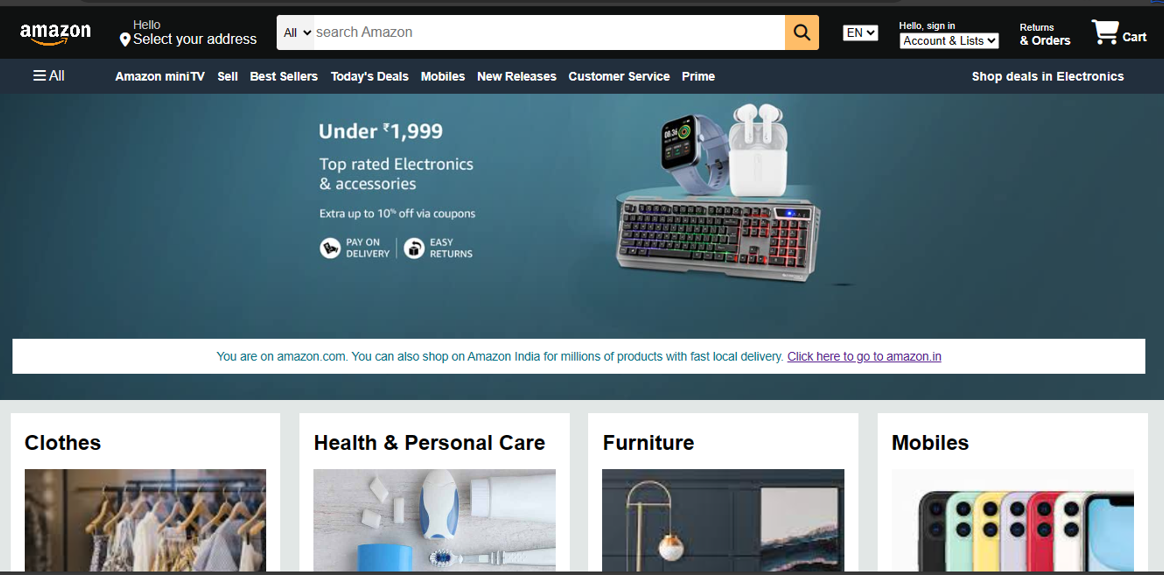 amazon
Hello
Select your address
All
search Amazon
EN
Hello, sign in
Account & Lists
Returns
& Orders
Cart
All
Amazon miniTV
Sell
Best Sellers
Today's Deals
Mobiles
New Releases
Customer Service
Prime
Shop deals in Electronics
Under ₹1,999
Top rated Electronics
& accessories
Extra up to 10% off via coupons
PAY ON
DELIVERY
EASY
RETURNS
You are on amazon.com. You can also shop on Amazon India for millions of products with fast local delivery. Click here to go to amazon.in
Clothes
Health & Personal Care
Furniture
Mobiles